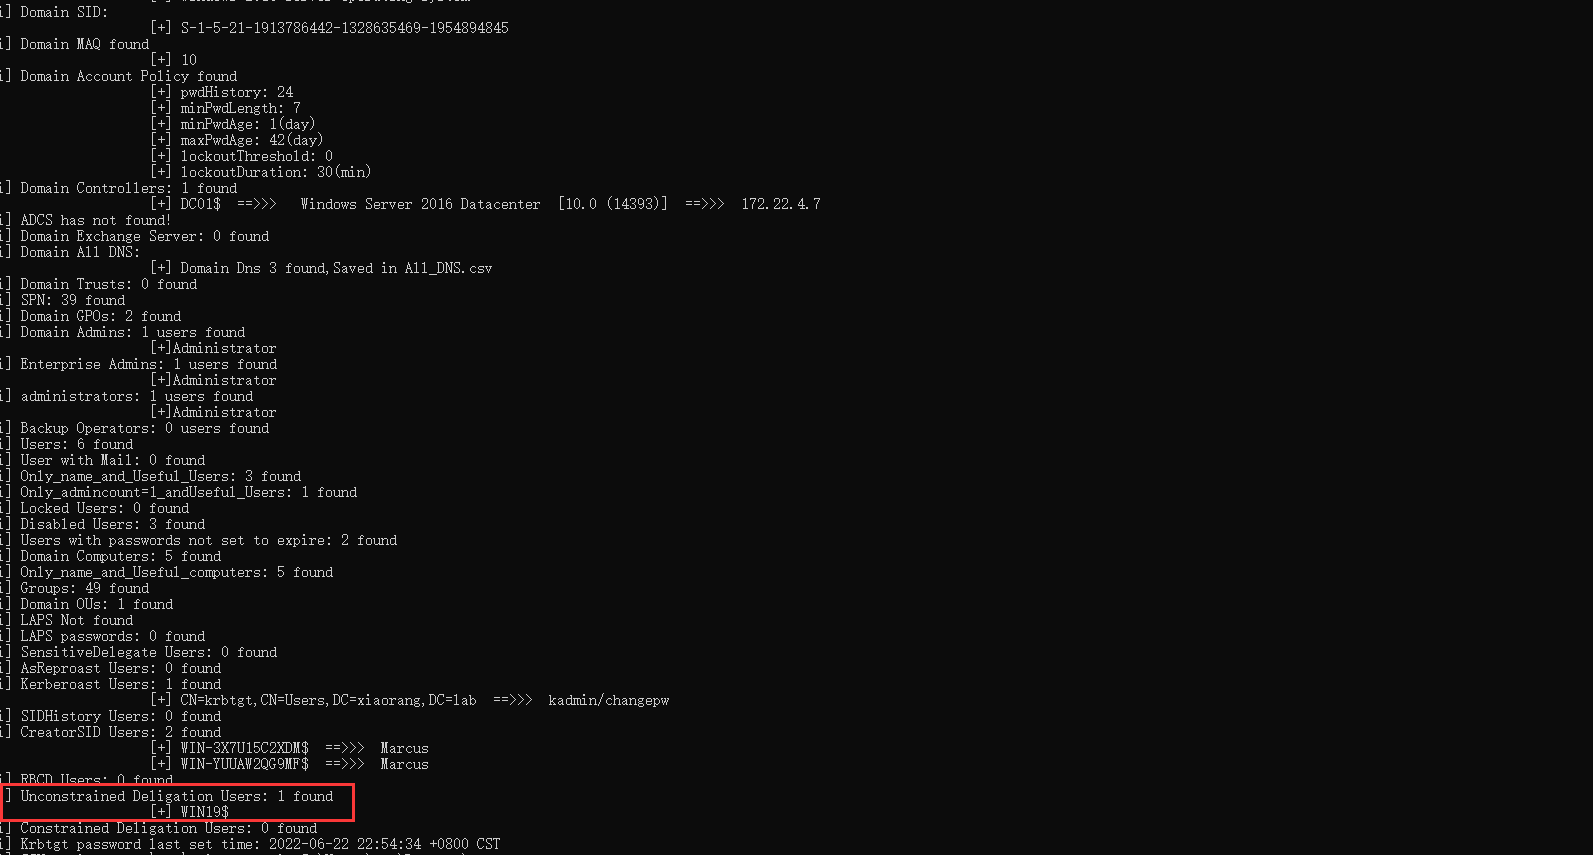 i] Domain SID:
[+] S-1-5-21-1913786442-1328635469-1954894845
i] Domain MAQ found
[+] 10
i] Domain Account Policy found
[+] pwdHistory: 24
[+] minPwdLength: 7
[+] minPwdAge: 1(day)
[+] maxPwdAge: 42(day)
[+] lockoutThreshold: 0
[+] lockoutDuration: 30(min)
i] Domain Controllers: 1 found
[+] DC01$ ==>>> Windows Server 2016 Datacenter [10.0 (14393)] ==>>> 172.22.4.7
i] ADCS has not found!
i] Domain Exchange Server: 0 found
i] Domain All DNS:
[+] Domain Dns 3 found,Saved in All_DNS.csv
i] Domain Trusts: 0 found
i] SPN: 39 found
i] Domain GPOs: 2 found
i] Domain Admins: 1 users found
[+]Administrator
i] Enterprise Admins: 1 users found
[+]Administrator
i] administrators: 1 users found
[+]Administrator
i] Backup Operators: 0 users found
i] Users: 6 found
i] User with Mail: 0 found
i] Only_name_and_Useful_Users: 3 found
i] Only_admincount=1_andUseful_Users: 1 found
i] Locked Users: 0 found
i] Disabled Users: 3 found
i] Users with passwords not set to expire: 2 found
i] Domain Computers: 5 found
i] Only_name_and_Useful_computers: 5 found
i] Groups: 49 found
i] Domain OUs: 1 found
i] LAPS Not found
i] LAPS passwords: 0 found
i] SensitiveDelegate Users: 0 found
i] AsReproast Users: 0 found
i] Kerberoast Users: 1 found
[+] CN=krbtgt,CN=Users,DC=xiaorang,DC=lab ==>>> kadmin/changepw
i] SIDHistory Users: 0 found
i] CreatorSID Users: 2 found
[+] WIN-3X7U15C2XDM$ ==>>> Marcus
[+] WIN-YUUAW2QG9MF$ ==>>> Marcus
i] RBCD Users: 0 found
] Unconstrained Deligation Users: 1 found
[+] WIN19$
i] Constrained Deligation Users: 0 found
i] Krbtgt password last set time: 2022-06-22 22:54:34 +0800 CST